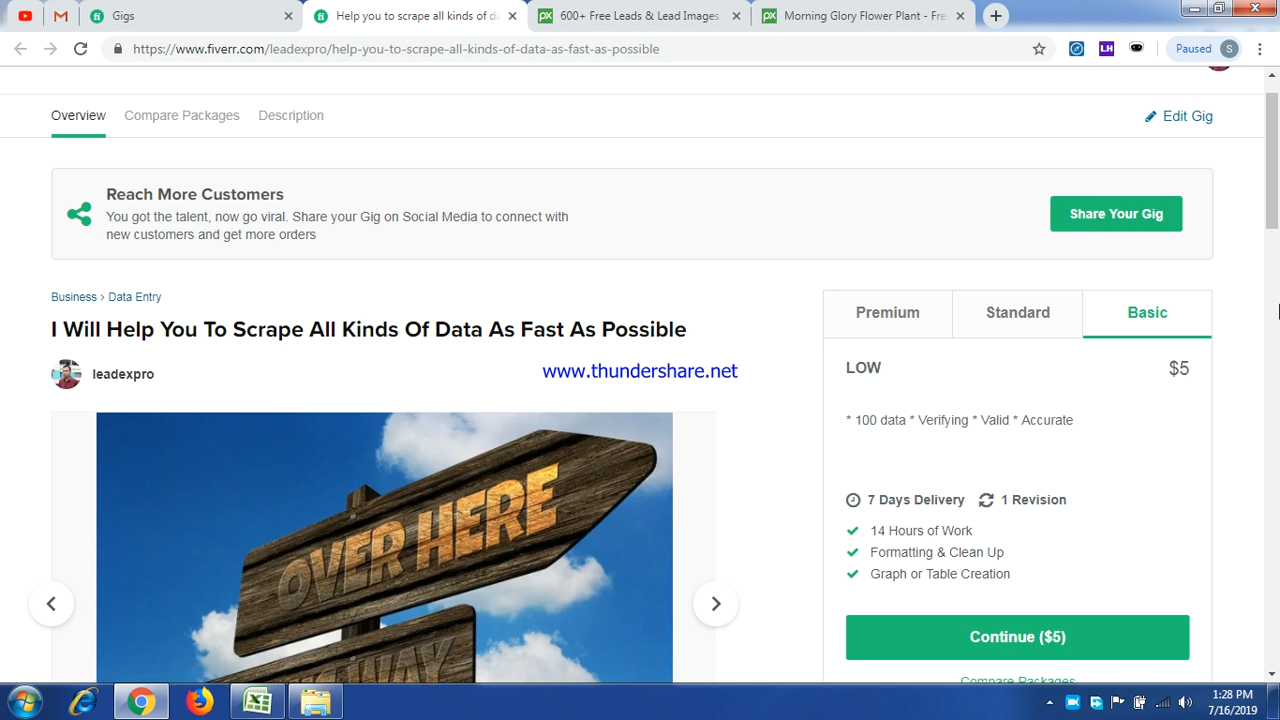 Gigs
Help you to scrape all kinds of da
600+ Free Leads & Lead Images
Morning Glory Flower Plant - Fre
https://www.fiverr.com/leadexpro/help-you-to-scrape-all-kinds-of-data-as-fast-as-possible
LH
Paused
S
Overview
Compare Packages
Description
Edit Gig
Reach More Customers
You got the talent, now go viral. Share your Gig on Social Media to connect with
new customers and get more orders
Share Your Gig
Business › Data Entry
I Will Help You To Scrape All Kinds Of Data As Fast As Possible
leadexpro
www.thundershare.net
OVER HERE
Premium
Standard
Basic
LOW
$5
* 100 data * Verifying * Valid * Accurate
7 Days Delivery
1 Revision
14 Hours of Work
Formatting & Clean Up
Graph or Table Creation
Continue ($5)
Compare Packages
1:28 PM
7/16/2019